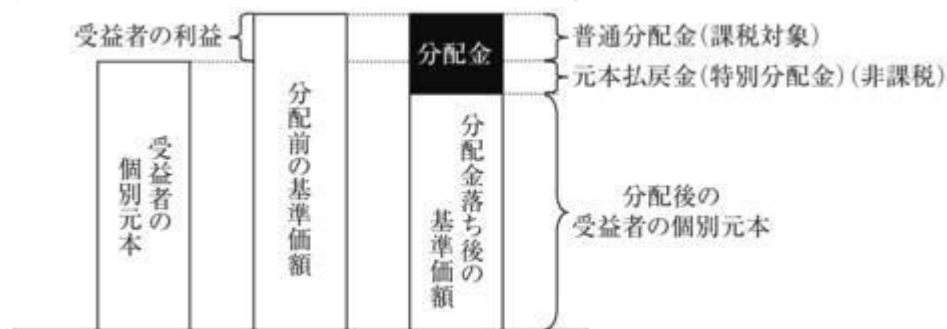 受益者の利益
分配金
普通分配金(課税対象)
元本払戻金(特別分配金)(非課税)
受益者の
個別元本
分配前の基準価額
分配金落ち後の
基準価額
分配後の
受益者の個別元本